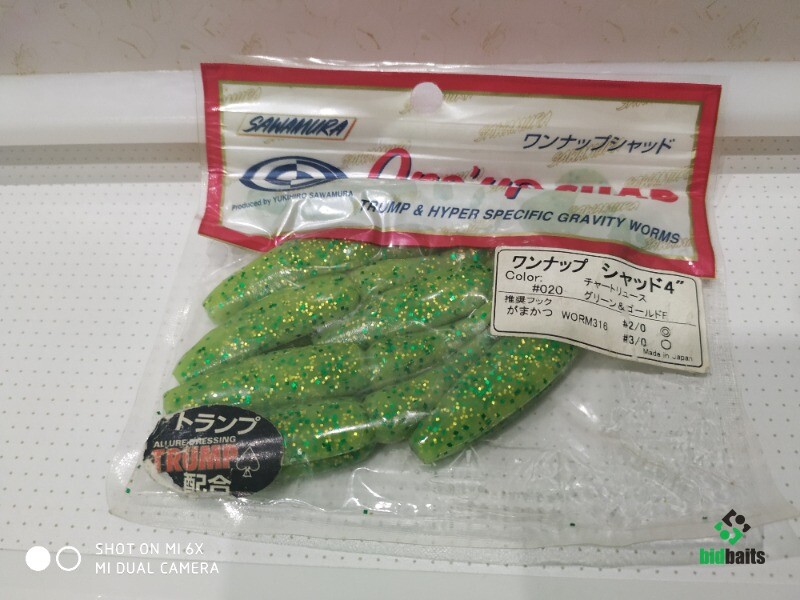 SAWAMURA
ワンナップシャッド
One'up SHAD
produced by YUKIHIRO SAWAMURA
TRUMP & HYPER SPECIFIC GRAVITY WORMS
ワンナップ シャッド4"
Color:
#020
チャートリュース
グリーン&ゴールドF
推奨フック
がまかつ WORM316 #2/0 ◎
#3/0 ○
Made in Japan
トランプ
ALLURE DRESSING
TRUMP
配合
bidbaits
SHOT ON MI 6X
MI DUAL CAMERA